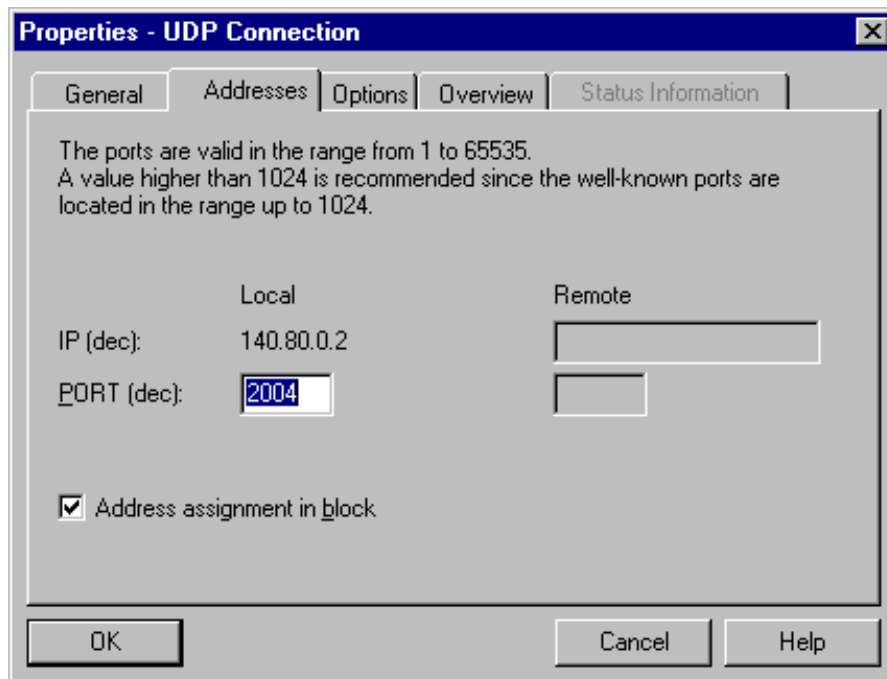 Properties - UDP Connection
General Addresses Options Overview Status Information
The ports are valid in the range from 1 to 65535.
A value higher than 1024 is recommended since the well-known ports are
located in the range up to 1024.
Local Remote
IP (dec): 140.80.0.2
PORT (dec): 2004
Address assignment in block
OK Cancel Help